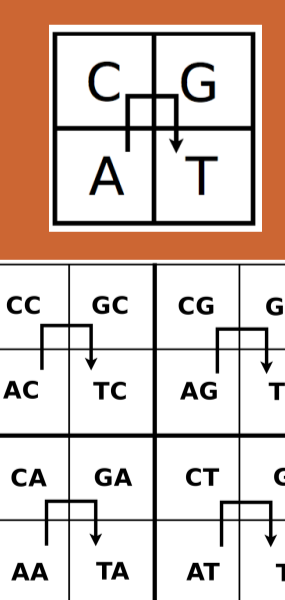 C G
A T
CC GC CG G
AC TC AG T
CA GA CT G
AA TA AT T